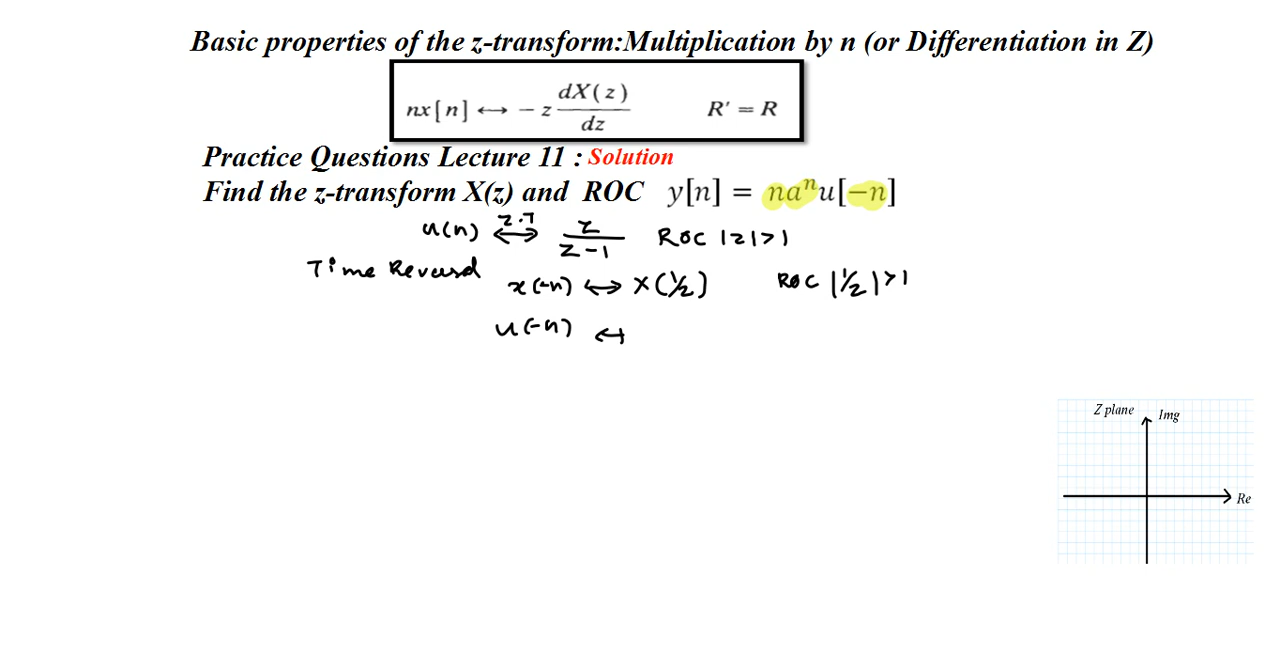 Basic properties of the z-transform:Multiplication by n (or Differentiation in Z)
nx[n] ↔ − z dX(z)/dz R' = R
Practice Questions Lecture 11 : Solution
Find the z-transform X(z) and ROC y[n] = naⁿu[−n]
u(n) ⟷ Z.T z/z−1 ROC |z|>1
Time Reversal x(−n) ↔ X(1/z) ROC |1/z|>1
u(−n) ↔
Z plane Img
Re